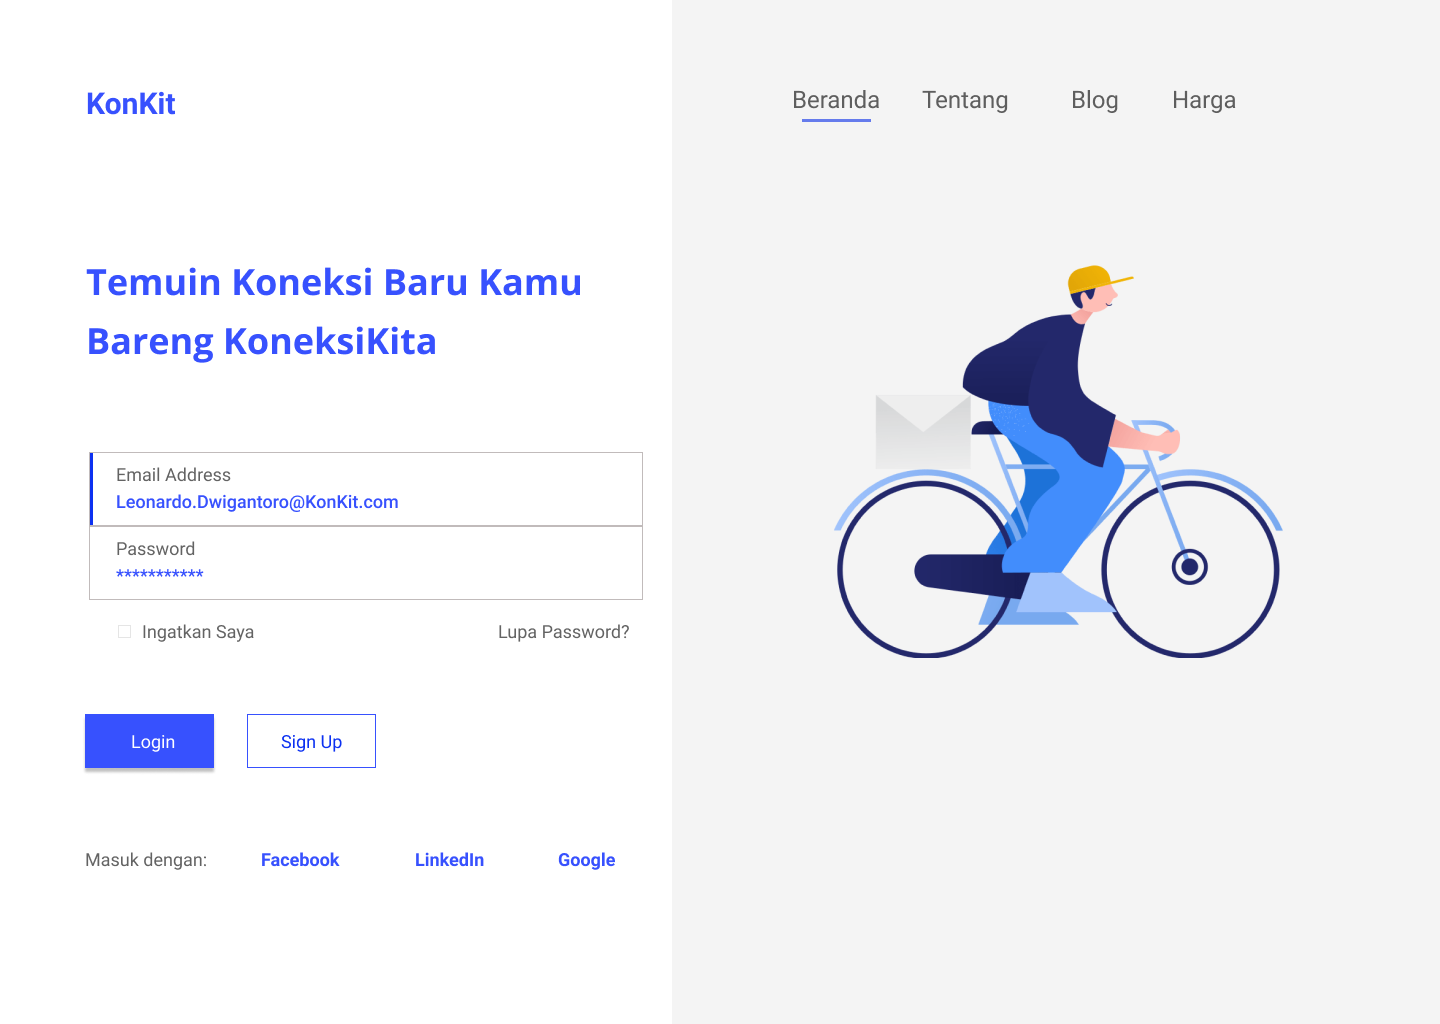 KonKit
Beranda Tentang Blog Harga
Temuin Koneksi Baru Kamu
Bareng KoneksiKita
Email Address
Leonardo.Dwigantoro@KonKit.com
Password
***********
Ingatkan Saya Lupa Password?
Login Sign Up
Masuk dengan: Facebook LinkedIn Google